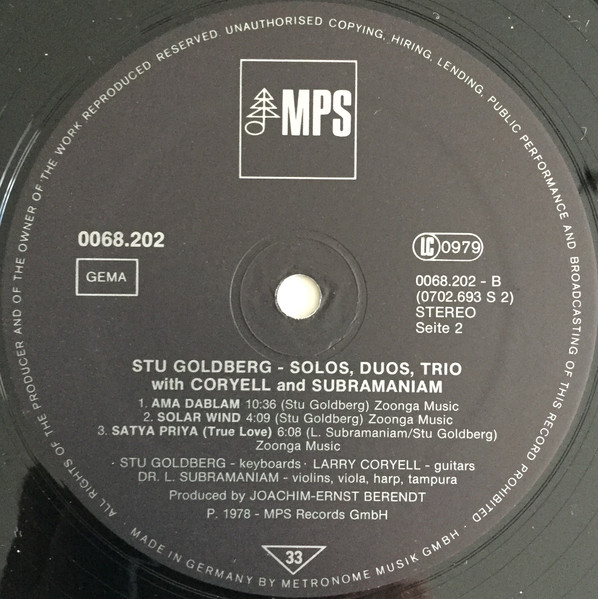 ALL RIGHTS OF THE PRODUCER AND OF THE OWNER OF THE WORK REPRODUCED RESERVED UNAUTHORISED COPYING, HIRING, LENDING, PUBLIC PERFORMANCE AND BROADCASTING OF THIS RECORD PROHIBITED
MPS
0068.202
GEMA
LC 0979
0068.202 - B
(0702.693 S 2)
STEREO
Seite 2
STU GOLDBERG - SOLOS, DUOS, TRIO
with CORYELL and SUBRAMANIAM
1. AMA DABLAM 10:36 (Stu Goldberg) Zoonga Music
2. SOLAR WIND 4:09 (Stu Goldberg) Zoonga Music
3. SATYA PRIYA (True Love) 6:08 (L. Subramaniam/Stu Goldberg)
Zoonga Music
· STU GOLDBERG - keyboards · LARRY CORYELL - guitars
DR. L. SUBRAMANIAM - violins, viola, harp, tampura
Produced by JOACHIM-ERNST BERENDT
P. 1978 - MPS Records GmbH
33
· MADE IN GERMANY BY METRONOME MUSIK GMBH ·